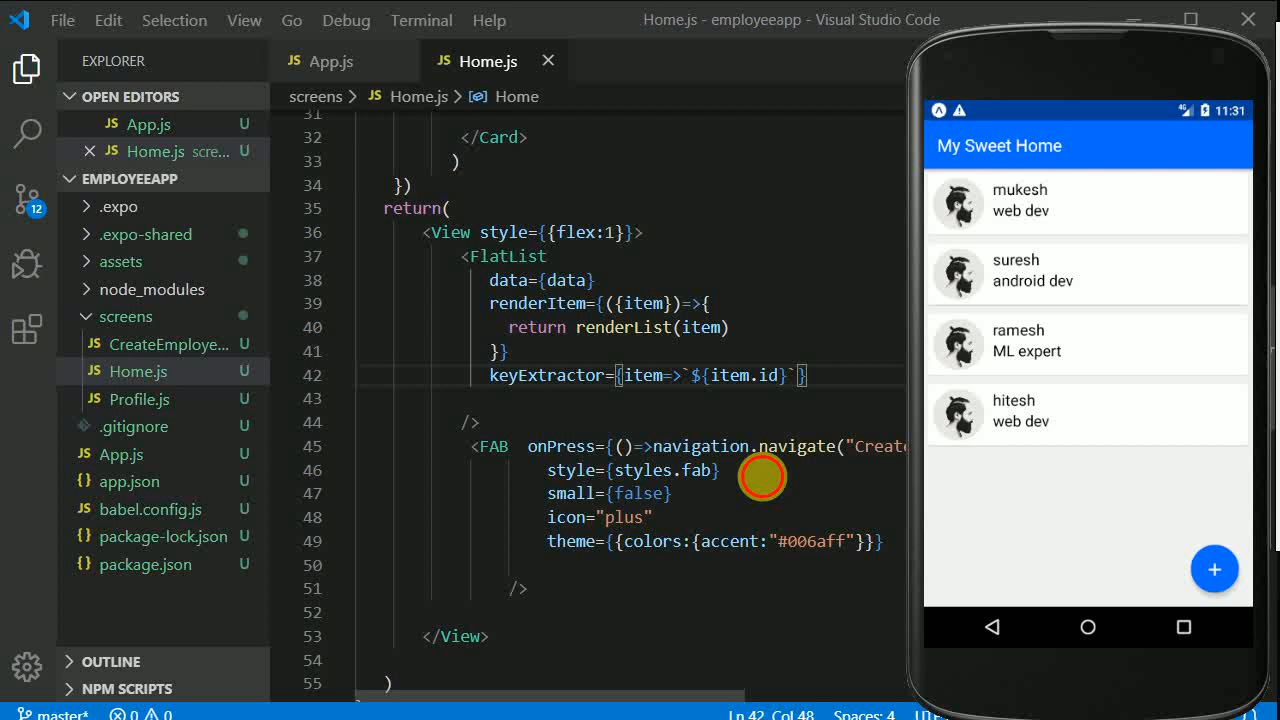 File Edit Selection View Go Debug Terminal Help
Home.js - employeeapp - Visual Studio Code
EXPLORER
OPEN EDITORS
JS App.js U
JS Home.js scre... U
EMPLOYEEAPP
.expo
.expo-shared
assets
node_modules
screens
JS CreateEmploye... U
JS Home.js U
JS Profile.js U
.gitignore U
JS App.js U
{} app.json U
JS babel.config.js U
{} package-lock.json U
{} package.json U
OUTLINE
NPM SCRIPTS
12
JS App.js
JS Home.js
screens > JS Home.js > Home
31
32 </Card>
33 )
34 })
35 return(
36 <View style={{flex:1}}>
37 <FlatList
38 data={data}
39 renderItem={({item})=>{
40 return renderList(item)
41 }}
42 keyExtractor={item=>`${item.id}`}
43
44 />
45 <FAB onPress={()=>navigation.navigate("Create
46 style={styles.fab}
47 small={false}
48 icon="plus"
49 theme={{colors:{accent:"#006aff"}}}
50
51 />
52
53 </View>
54
55 )
master* 0 0 Ln 42, Col 48 Spaces: 4
4G 11:31
My Sweet Home
mukesh
web dev
suresh
android dev
ramesh
ML expert
hitesh
web dev
+